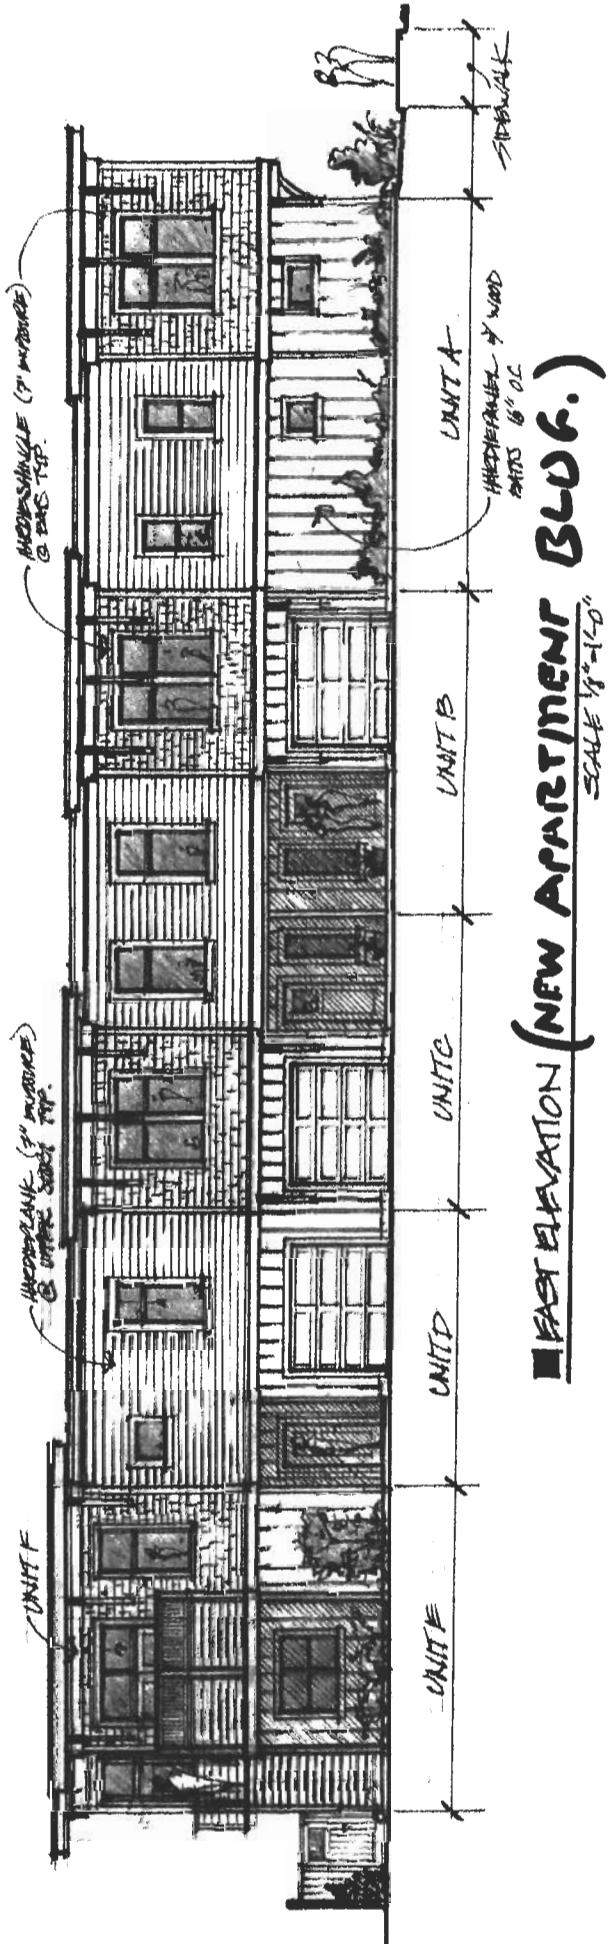 UNIT F
HARDIEPLANK (7" EXPOSURE)
@ UPPER STORY TYP.
HARDIESHINGLE (7" EXPOSURE)
@ BAYS TYP.
UNIT E
UNIT D
UNIT C
UNIT B
UNIT A
SIDEWALK
HARDIEPANEL W/ WOOD
BATTS 16" O.C.
EAST ELEVATION (NEW APARTMENT BLDG.)
SCALE 1/8"=1'-0"